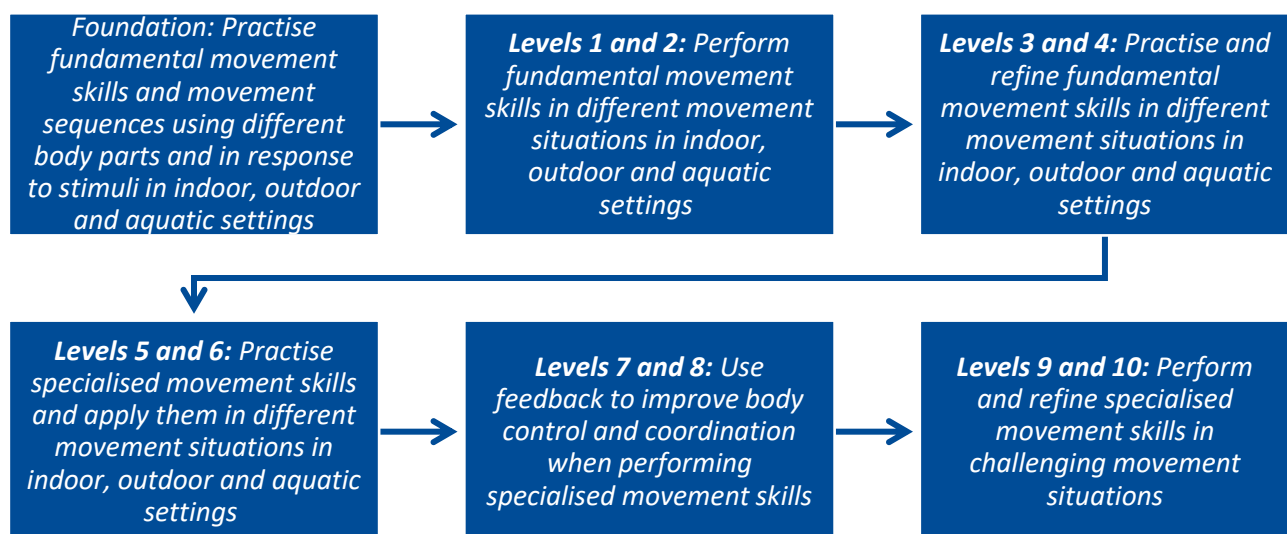 Foundation: Practise
fundamental movement
skills and movement
sequences using different
body parts and in response
to stimuli in indoor, outdoor
and aquatic settings
Levels 1 and 2: Perform
fundamental movement
skills in different movement
situations in indoor,
outdoor and aquatic
settings
Levels 3 and 4: Practise and
refine fundamental
movement skills in different
movement situations in
indoor, outdoor and aquatic
settings
Levels 5 and 6: Practise
specialised movement skills
and apply them in different
movement situations in
indoor, outdoor and aquatic
settings
Levels 7 and 8: Use
feedback to improve body
control and coordination
when performing
specialised movement skills
Levels 9 and 10: Perform
and refine specialised
movement skills in
challenging movement
situations